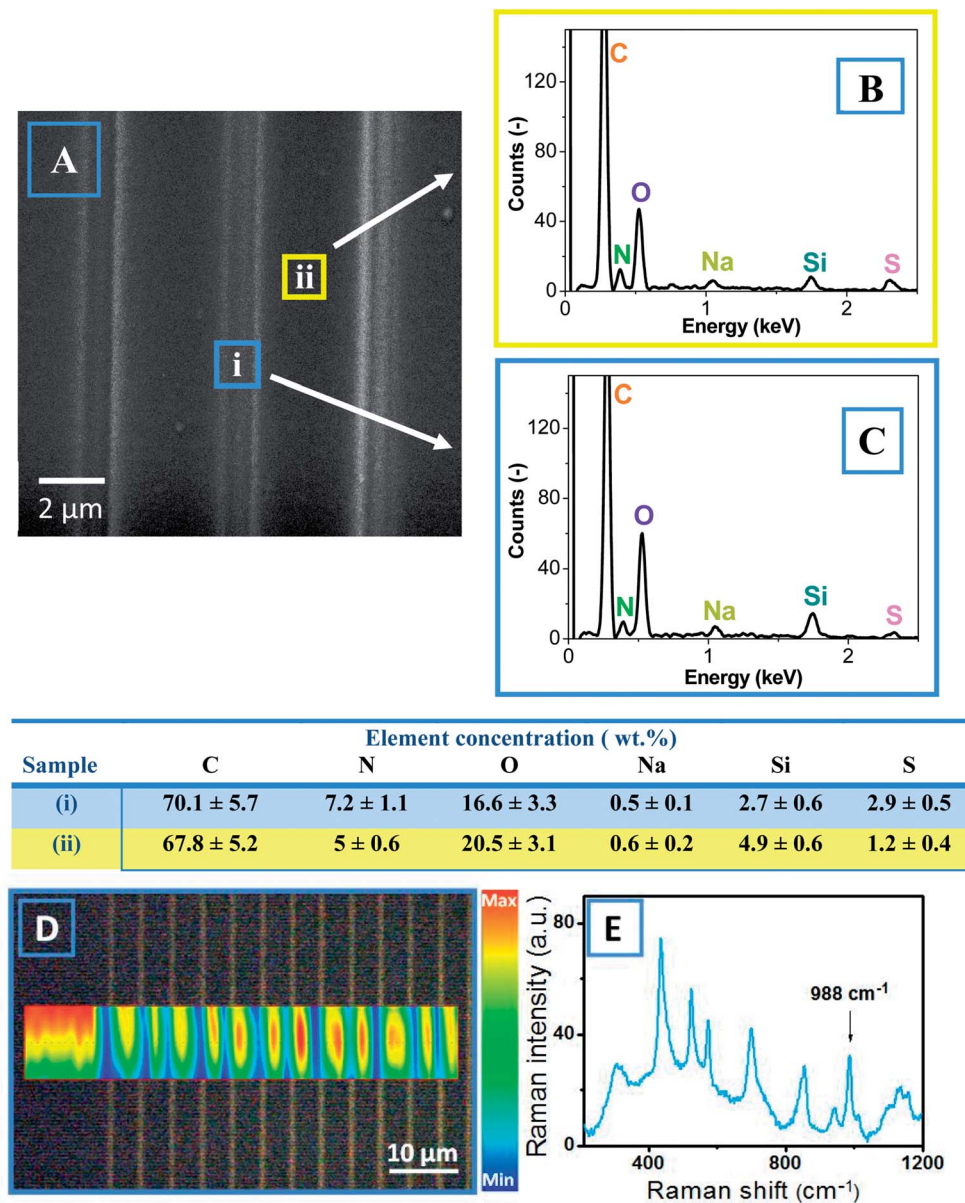 A
ii
i
2 µm
B
Counts (-)
120
80
40
0
C
N
O
Na
Si
S
0
1
2
Energy (keV)
C
Counts (-)
120
80
40
0
C
N
O
Na
Si
S
0
1
2
Energy (keV)
Element concentration ( wt.%)
Sample C N O Na Si S
(i) 70.1 ± 5.7 7.2 ± 1.1 16.6 ± 3.3 0.5 ± 0.1 2.7 ± 0.6 2.9 ± 0.5
(ii) 67.8 ± 5.2 5 ± 0.6 20.5 ± 3.1 0.6 ± 0.2 4.9 ± 0.6 1.2 ± 0.4
D
10 µm
Max
Min
E
Raman intensity (a.u.)
80
40
0
988 cm⁻¹
400
800
1200
Raman shift (cm⁻¹)